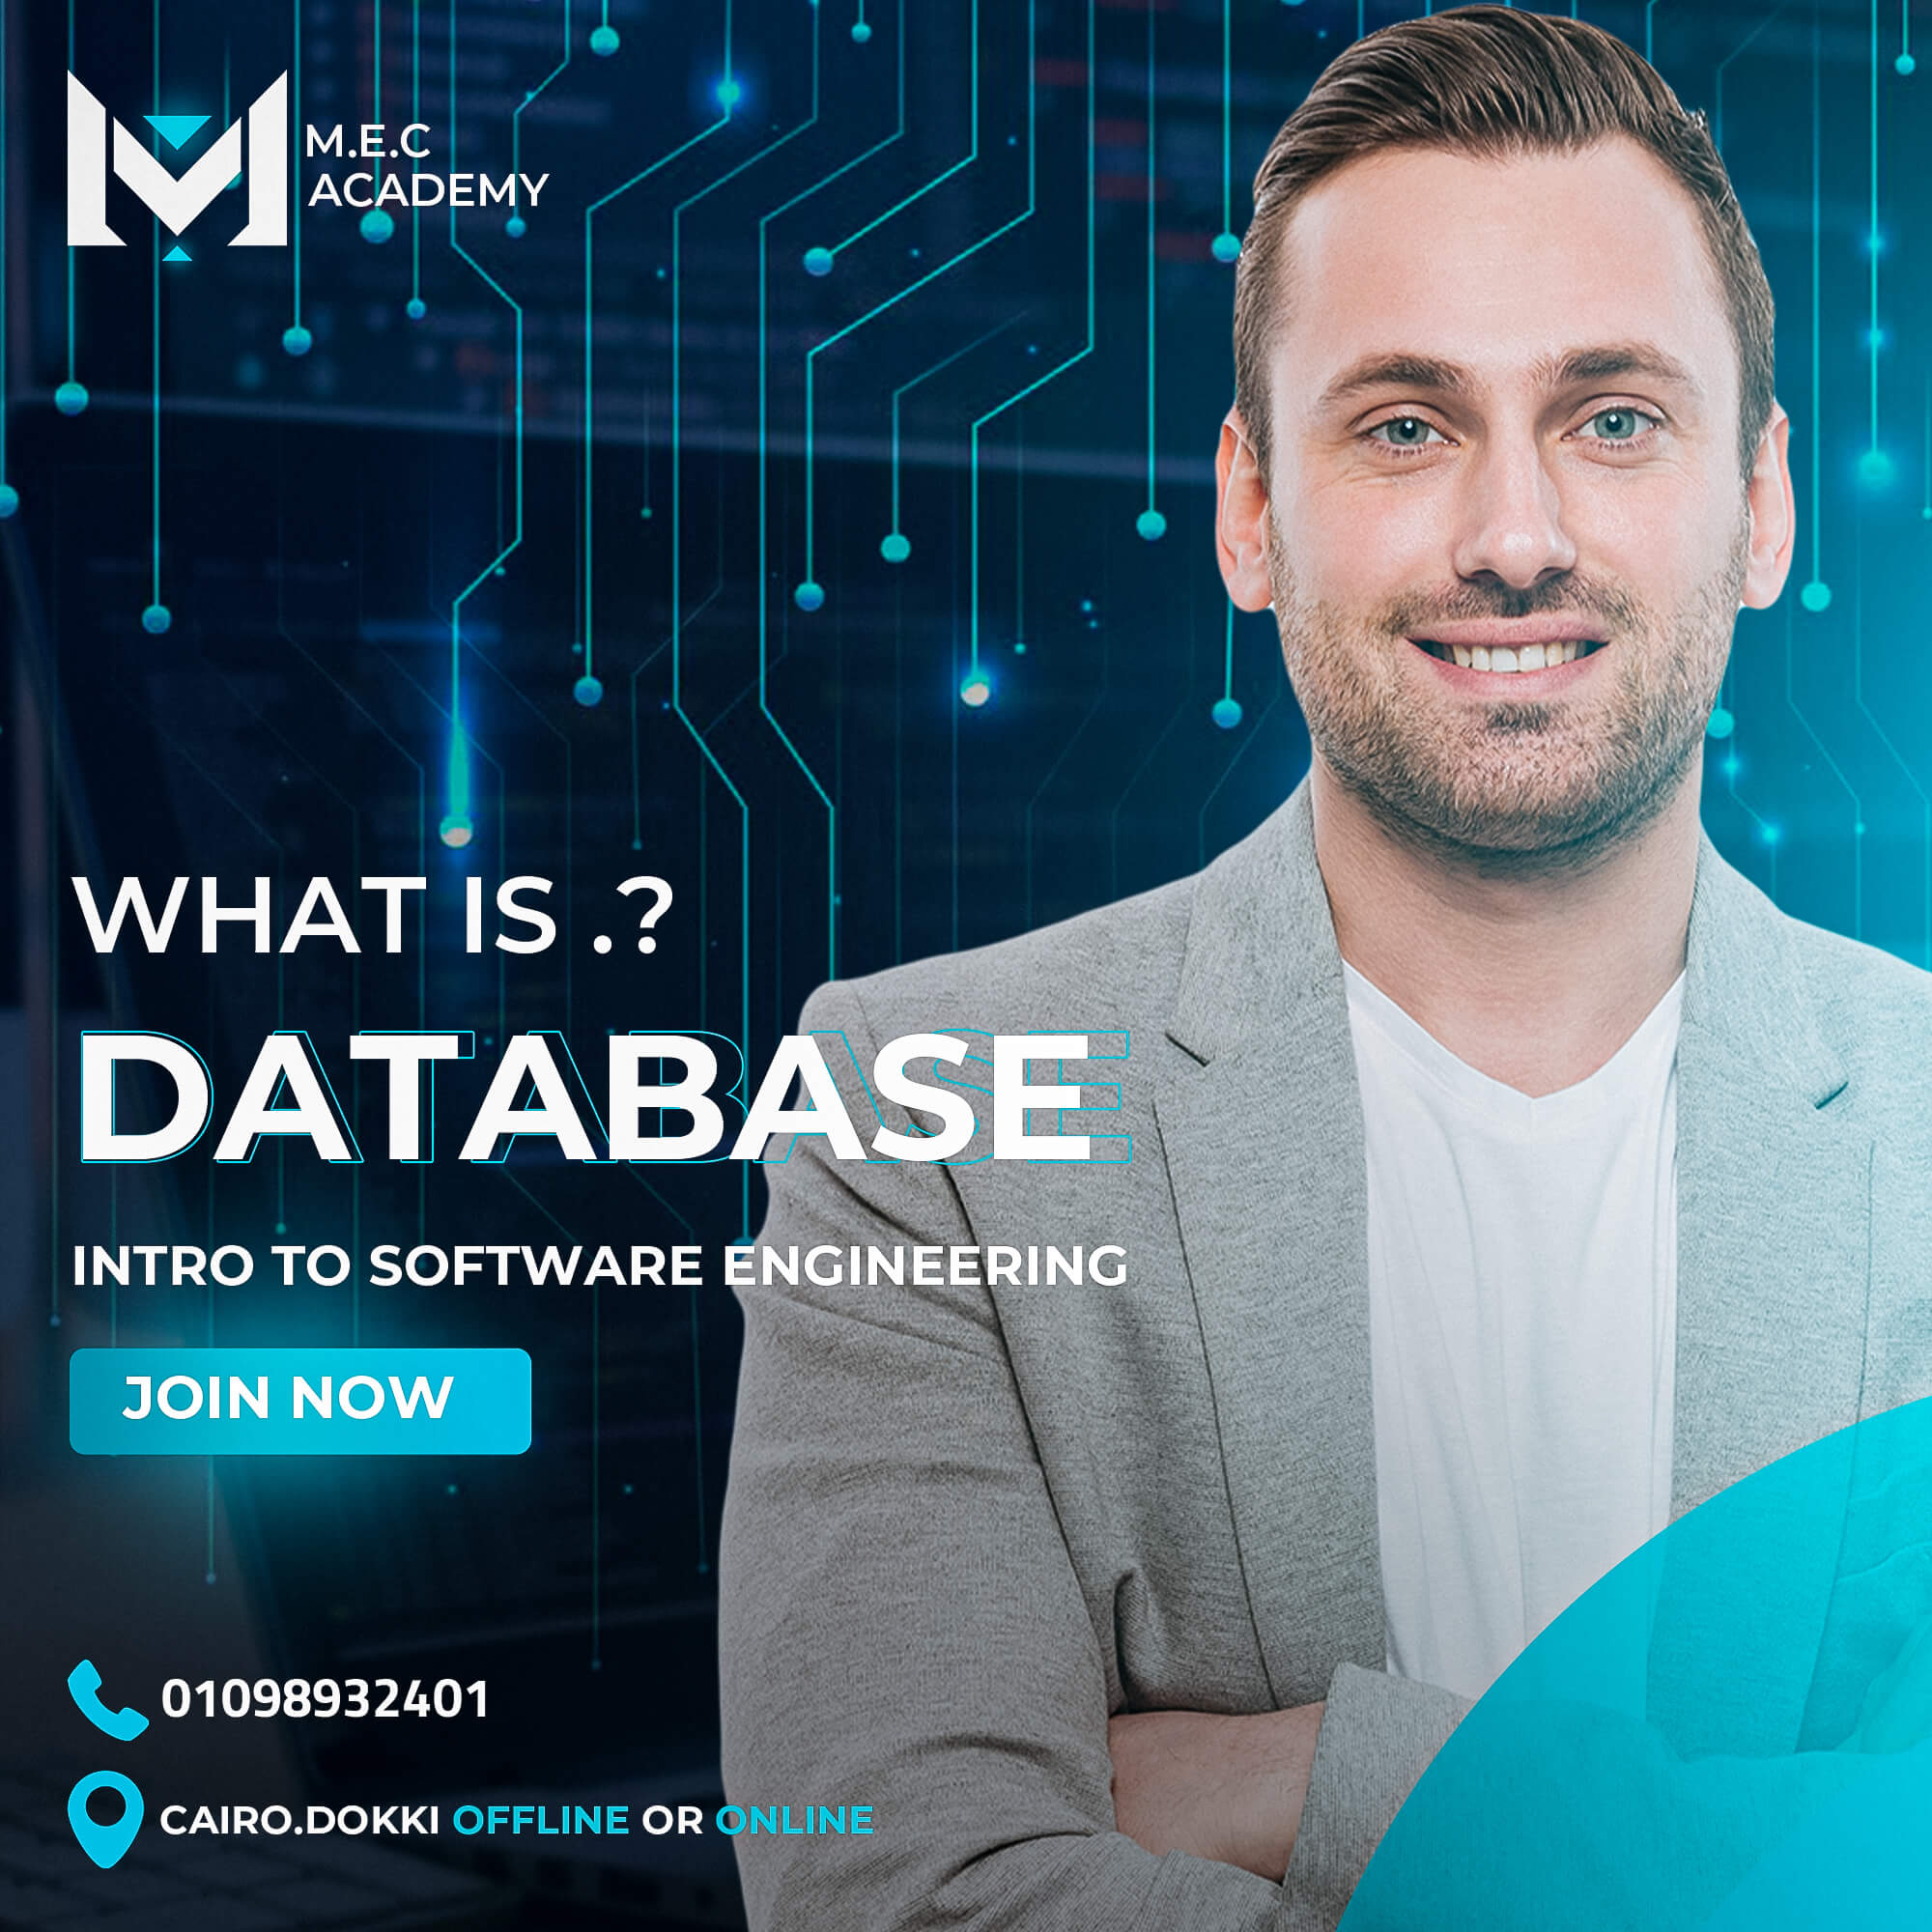 M.E.C
ACADEMY
WHAT IS .?
DATABASE
INTRO TO SOFTWARE ENGINEERING
JOIN NOW
01098932401
CAIRO.DOKKI OFFLINE OR ONLINE